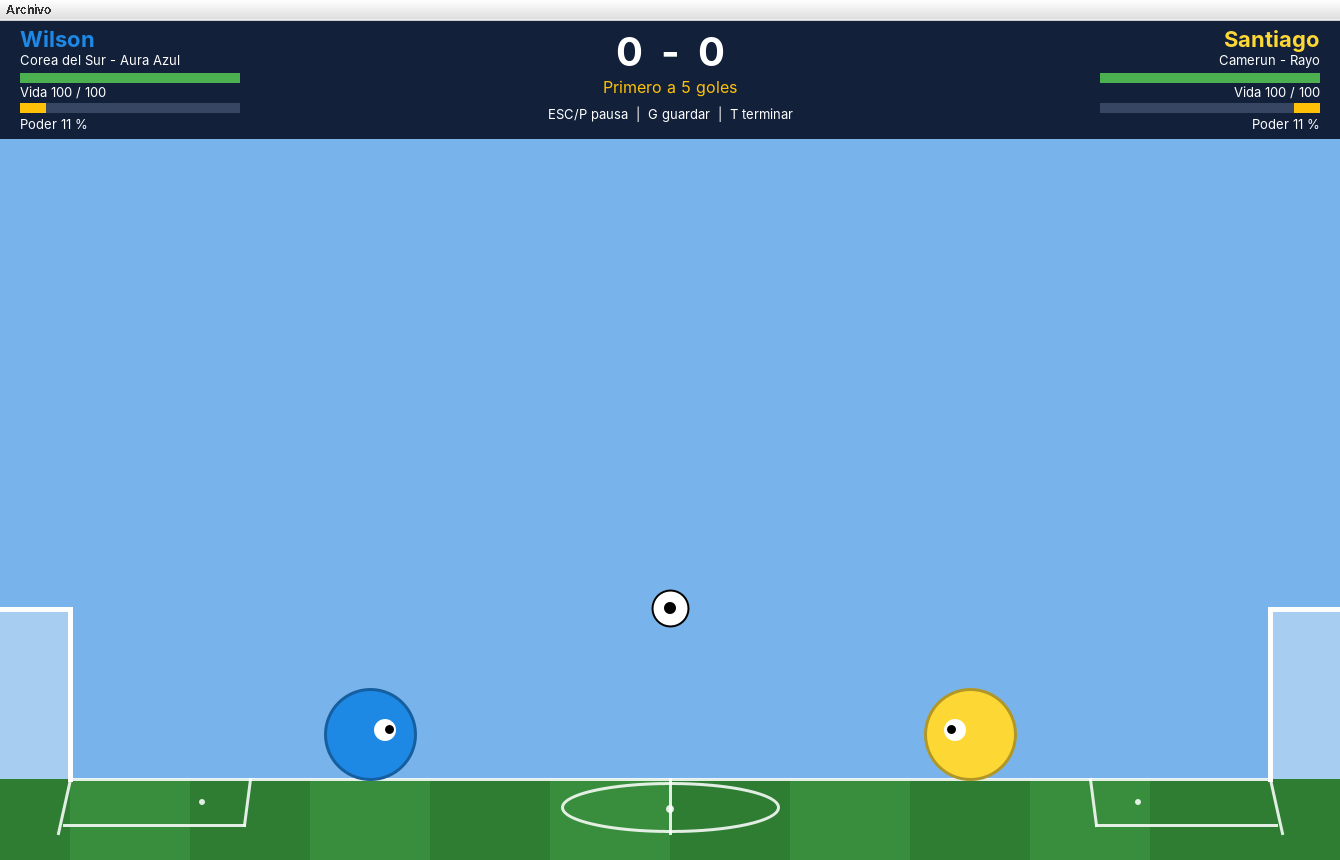 Archivo
Wilson
Corea del Sur - Aura Azul
Vida 100 / 100
Poder 11 %
0 - 0
Primero a 5 goles
ESC/P pausa | G guardar | T terminar
Santiago
Camerun - Rayo
Vida 100 / 100
Poder 11 %